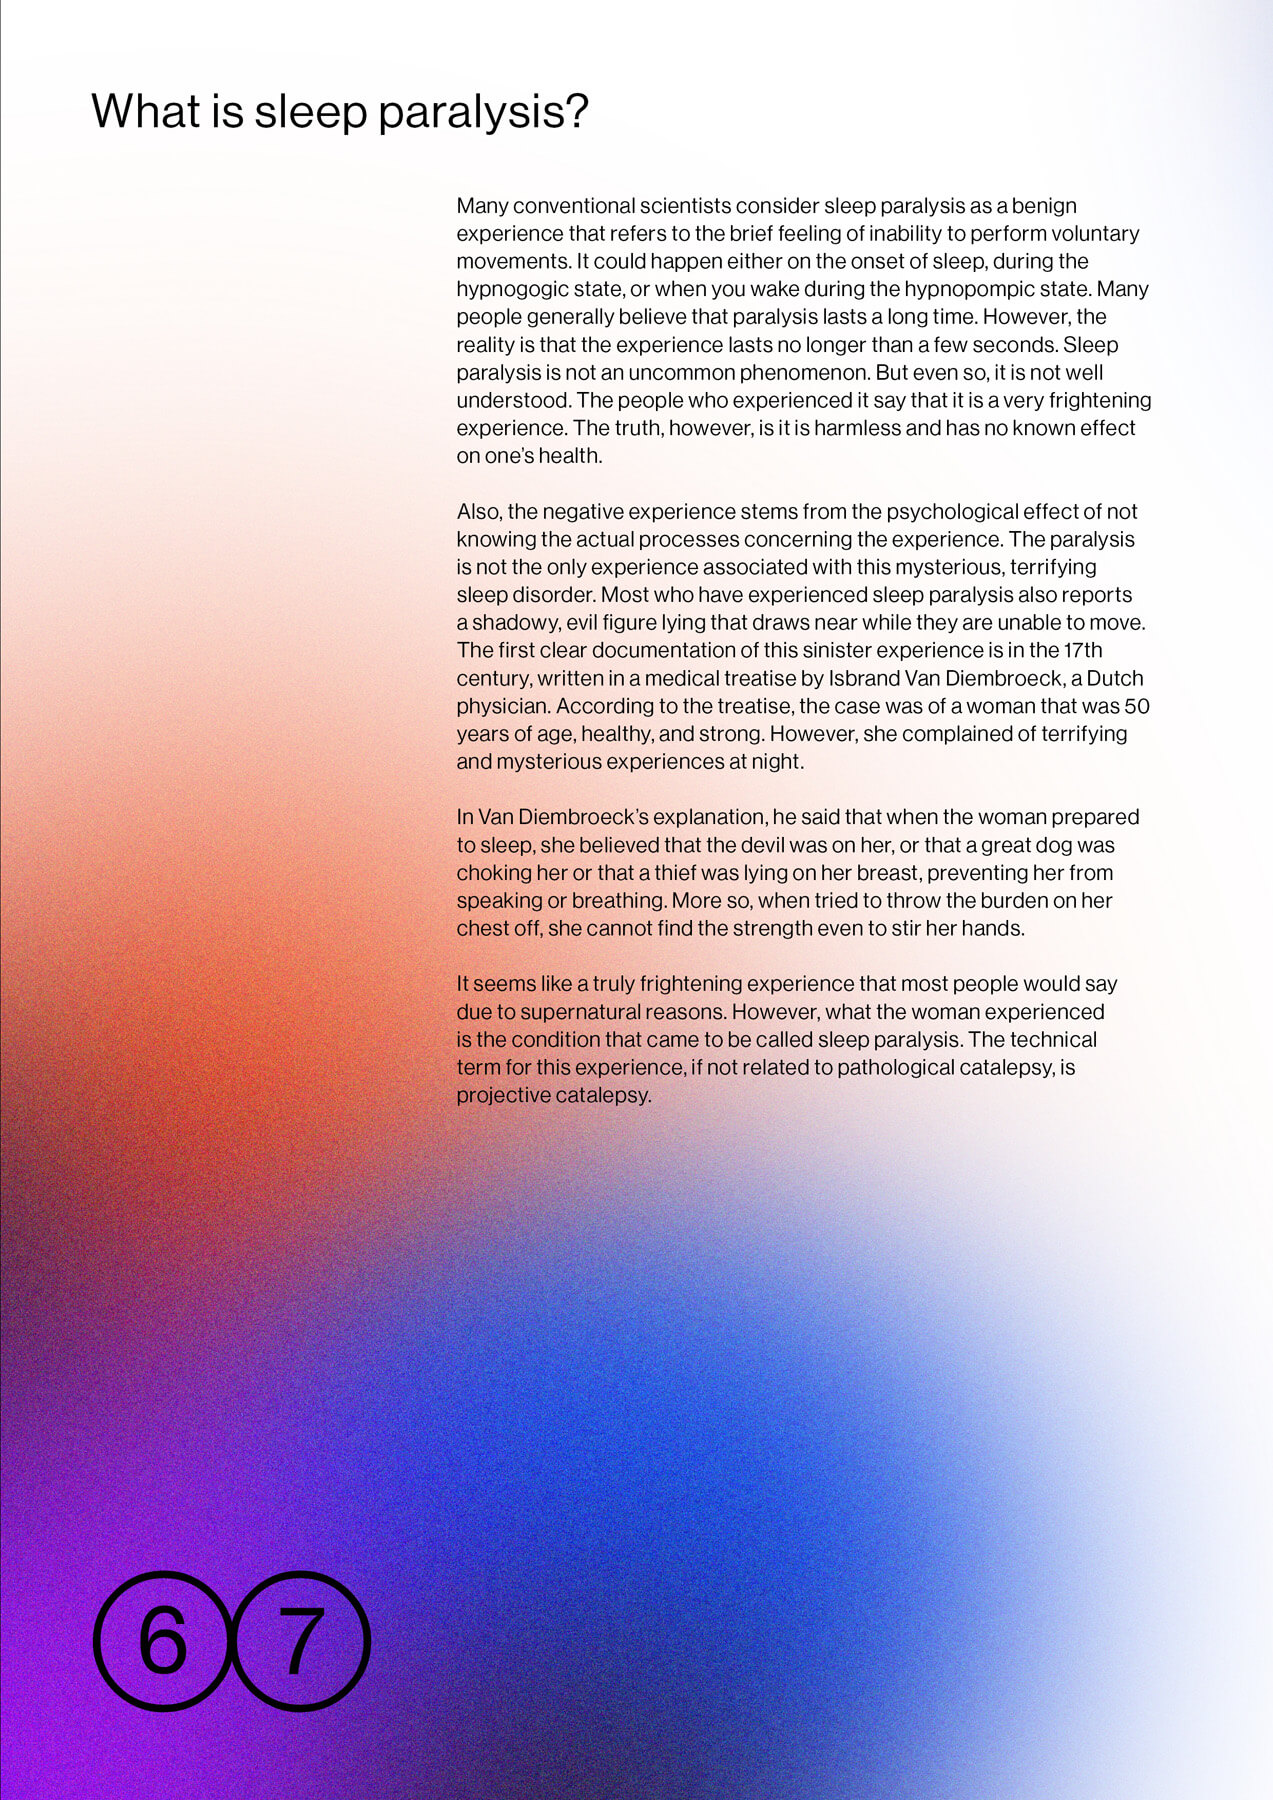 What is sleep paralysis?
Many conventional scientists consider sleep paralysis as a benign
experience that refers to the brief feeling of inability to perform voluntary
movements. It could happen either on the onset of sleep, during the
hypnogogic state, or when you wake during the hypnopompic state. Many
people generally believe that paralysis lasts a long time. However, the
reality is that the experience lasts no longer than a few seconds. Sleep
paralysis is not an uncommon phenomenon. But even so, it is not well
understood. The people who experienced it say that it is a very frightening
experience. The truth, however, is it is harmless and has no known effect
on one’s health.
Also, the negative experience stems from the psychological effect of not
knowing the actual processes concerning the experience. The paralysis
is not the only experience associated with this mysterious, terrifying
sleep disorder. Most who have experienced sleep paralysis also reports
a shadowy, evil figure lying that draws near while they are unable to move.
The first clear documentation of this sinister experience is in the 17th
century, written in a medical treatise by Isbrand Van Diembroeck, a Dutch
physician. According to the treatise, the case was of a woman that was 50
years of age, healthy, and strong. However, she complained of terrifying
and mysterious experiences at night.
In Van Diembroeck’s explanation, he said that when the woman prepared
to sleep, she believed that the devil was on her, or that a great dog was
choking her or that a thief was lying on her breast, preventing her from
speaking or breathing. More so, when tried to throw the burden on her
chest off, she cannot find the strength even to stir her hands.
It seems like a truly frightening experience that most people would say
due to supernatural reasons. However, what the woman experienced
is the condition that came to be called sleep paralysis. The technical
term for this experience, if not related to pathological catalepsy, is
projective catalepsy.
6 7